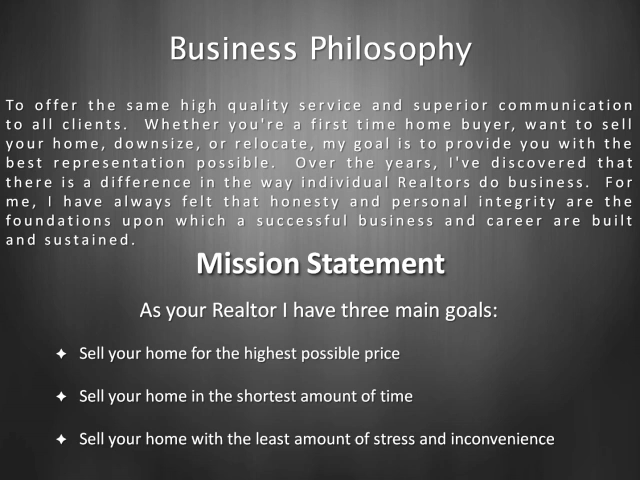 Business Philosophy
To offer the same high quality service and superior communication
to all clients.  Whether you're a first time home buyer, want to sell
your home, downsize, or relocate, my goal is to provide you with the
best representation possible.  Over the years, I've discovered that
there is a difference in the way individual Realtors do business.  For
me, I have always felt that honesty and personal integrity are the
foundations upon which a successful business and career are built
and sustained.
Mission Statement
As your Realtor I have three main goals:
✦ Sell your home for the highest possible price
✦ Sell your home in the shortest amount of time
✦ Sell your home with the least amount of stress and inconvenience